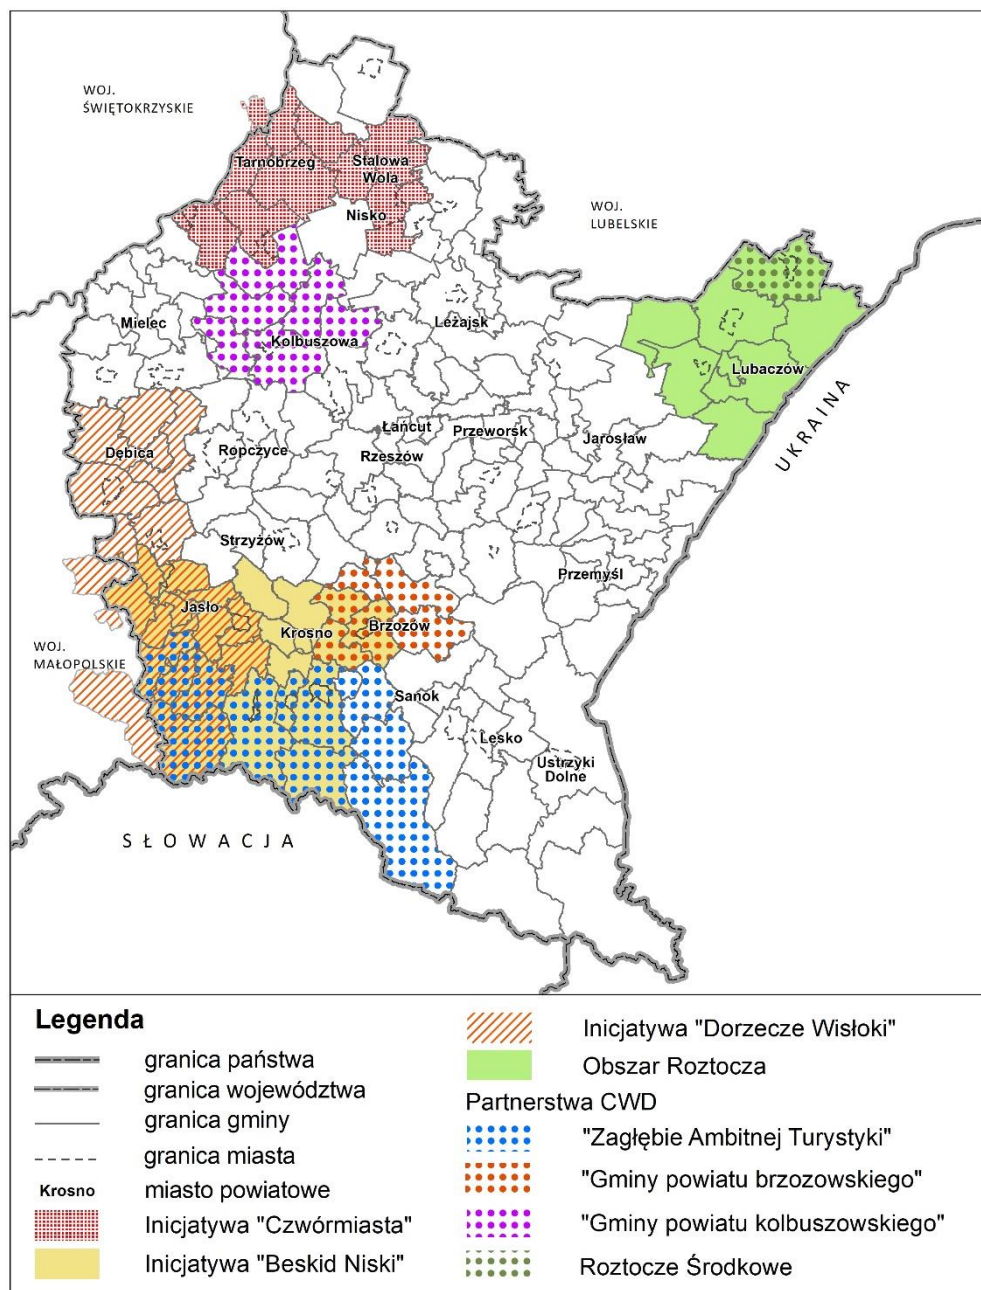 WOJ.
ŚWIĘTOKRZYSKIE
Tarnobrzeg
Stalowa
Wola
Nisko
WOJ.
LUBELSKIE
Mielec
Leżajsk
Kolbuszowa
Lubaczów
UKRAINA
Dębica
Ropczyce
Łańcut
Rzeszów
Przeworsk
Jarosław
Strzyżów
Przemyśl
Jasło
Krosno
Brzozów
WOJ.
MAŁOPOLSKIE
Sanok
Lesko
Ustrzyki
Dolne
SŁOWACJA
Legenda
granica państwa
granica województwa
granica gminy
granica miasta
Krosno miasto powiatowe
Inicjatywa "Czwórmiasta"
Inicjatywa "Beskid Niski"
Inicjatywa "Dorzecze Wisłoki"
Obszar Roztocza
Partnerstwa CWD
"Zagłębie Ambitnej Turystyki"
"Gminy powiatu brzozowskiego"
"Gminy powiatu kolbuszowskiego"
Roztocze Środkowe